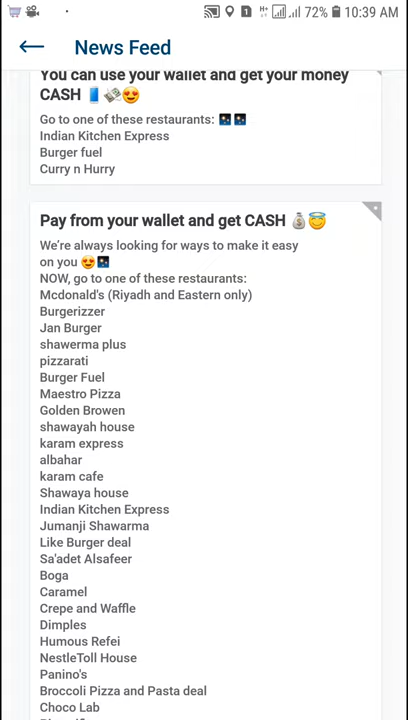 72% 10:39 AM
News Feed
You can use your wallet and get your money
CASH 📱💸😍
Go to one of these restaurants:
Indian Kitchen Express
Burger fuel
Curry n Hurry
Pay from your wallet and get CASH 💰😇
We're always looking for ways to make it easy
on you 😍
NOW, go to one of these restaurants:
Mcdonald's (Riyadh and Eastern only)
Burgerizzer
Jan Burger
shawerma plus
pizzarati
Burger Fuel
Maestro Pizza
Golden Browen
shawayah house
karam express
albahar
karam cafe
Shawaya house
Indian Kitchen Express
Jumanji Shawarma
Like Burger deal
Sa'adet Alsafeer
Boga
Caramel
Crepe and Waffle
Dimples
Humous Refei
NestleToll House
Panino's
Broccoli Pizza and Pasta deal
Choco Lab